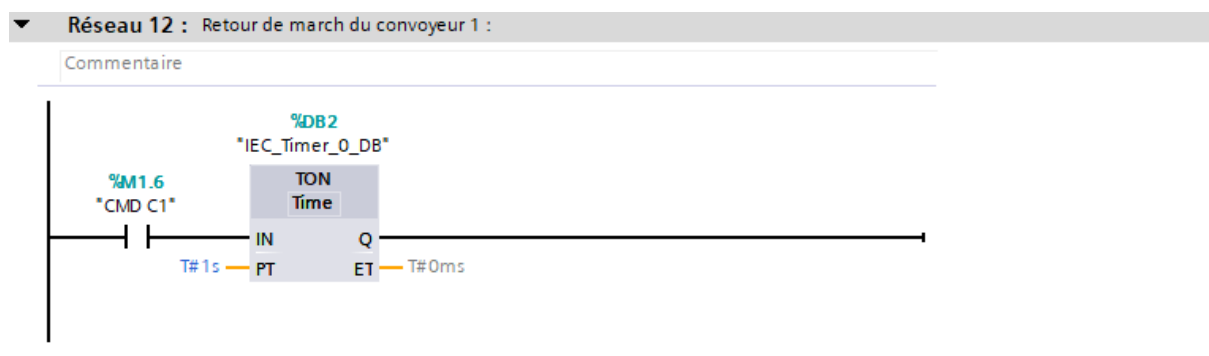 Réseau 12 : Retour de march du convoyeur 1 :
Commentaire
%DB2
"IEC_Timer_0_DB"
%M1.6
"CMD C1"
TON
Time
IN Q
T#1s PT ET T#0ms